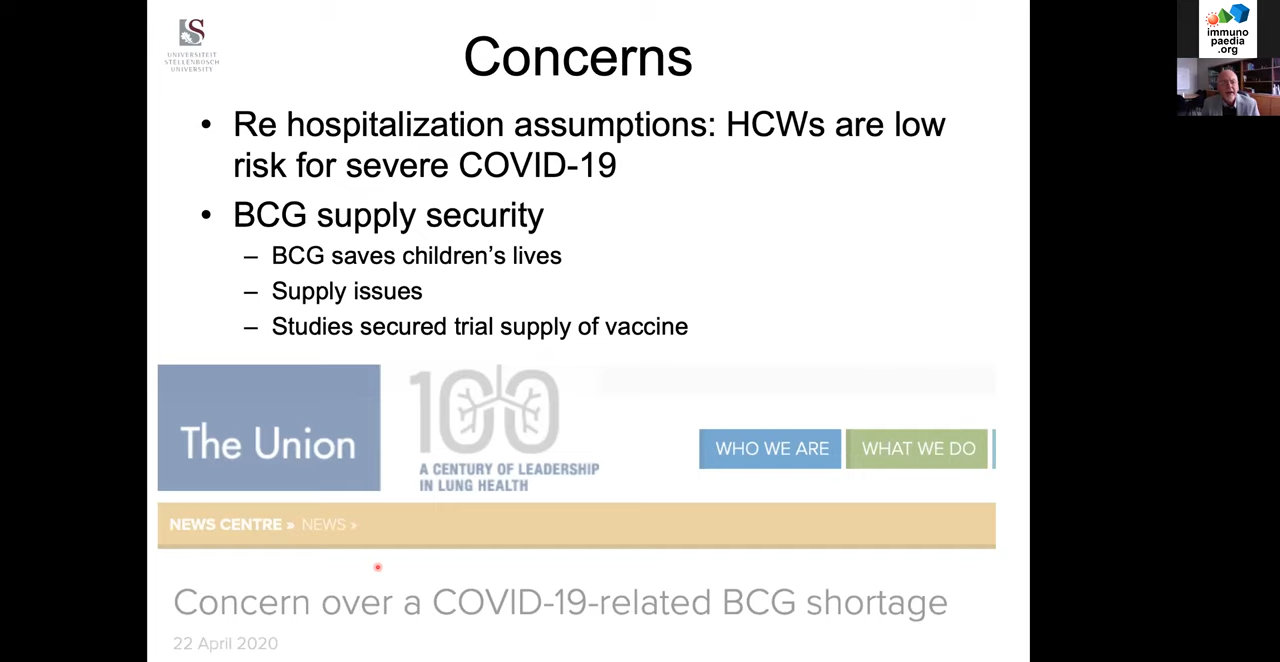 UNIVERSITEIT
STELLENBOSCH
UNIVERSITY
immuno
paedia
.org
Concerns
• Re hospitalization assumptions: HCWs are low
risk for severe COVID-19
• BCG supply security
– BCG saves children’s lives
– Supply issues
– Studies secured trial supply of vaccine
The Union
100
A CENTURY OF LEADERSHIP
IN LUNG HEALTH
WHO WE ARE
WHAT WE DO
NEWS CENTRE » NEWS »
Concern over a COVID-19-related BCG shortage
22 April 2020